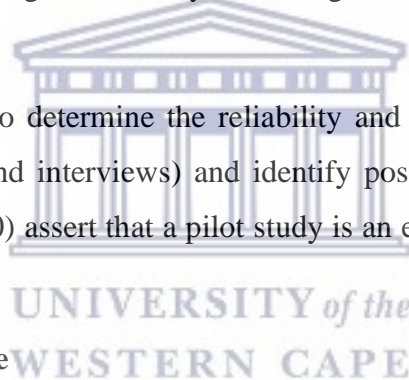 o determine the reliability and
nd interviews) and identify pos
0) assert that a pilot study is an e
UNIVERSITY of the
e
WESTERN CAPE